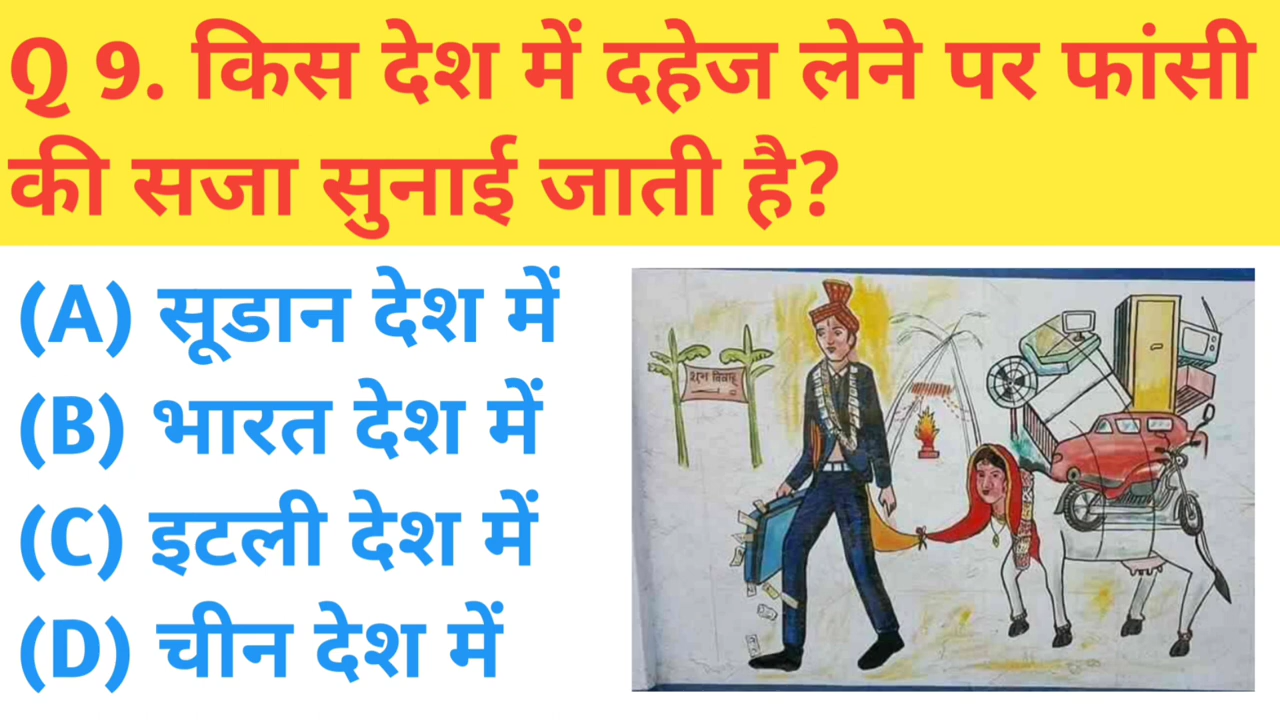 Q 9. किस देश में दहेज लेने पर फांसी
की सजा सुनाई जाती है?
(A) सूडान देश में
(B) भारत देश में
(C) इटली देश में
(D) चीन देश में
शुभ विवाह